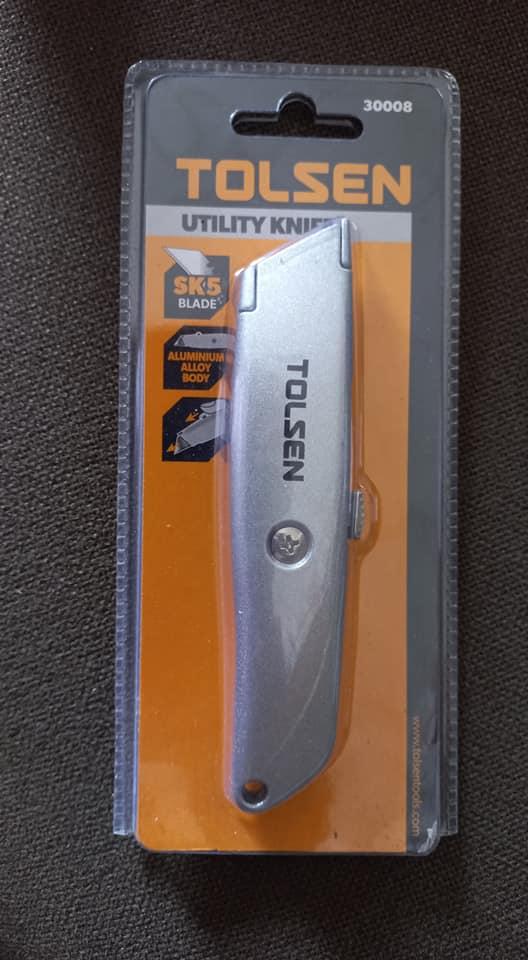 30008
TOLSEN
UTILITY KNIF
SK5
BLADE
ALUMINIUM
ALLOY
BODY
TOLSEN
www.tolsentools.com